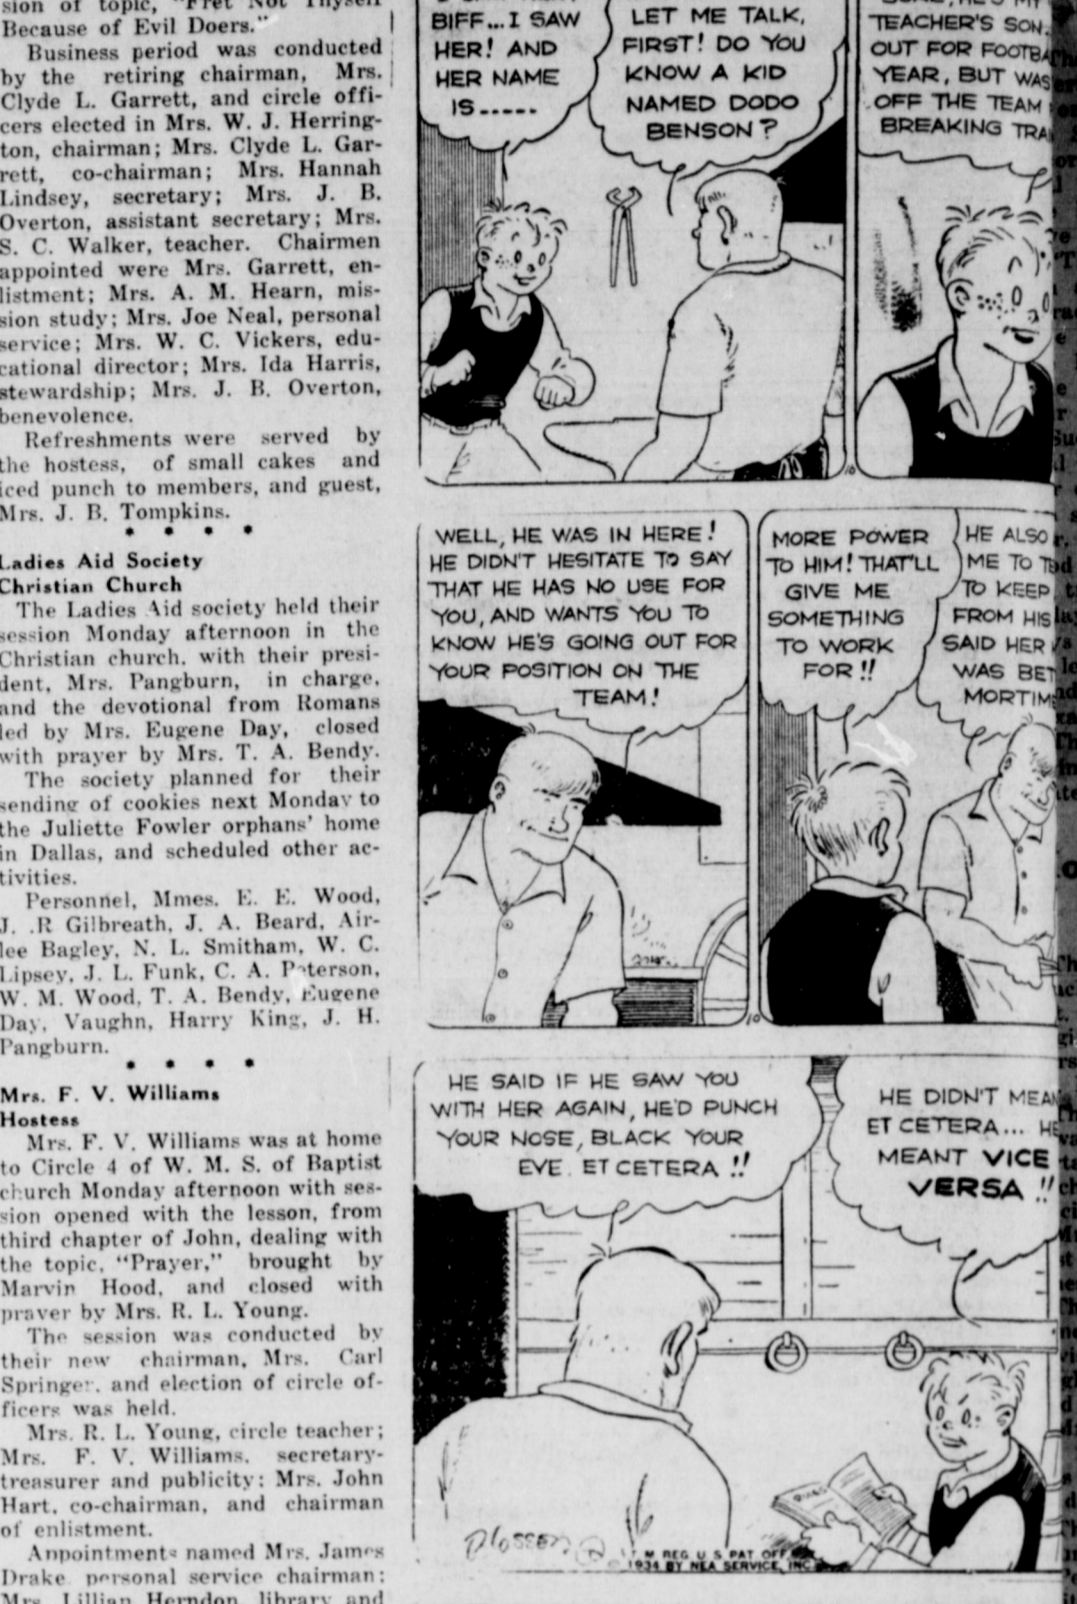 sion of topic, "Fret Not Thyself
Because of Evil Doers."
Business period was conducted
by the retiring chairman, Mrs.
Clyde L. Garrett, and circle offi-
cers elected in Mrs. W. J. Herring-
ton, chairman; Mrs. Clyde L. Gar-
rett, co-chairman; Mrs. Hannah
Lindsey, secretary; Mrs. J. B.
Overton, assistant secretary; Mrs.
S. C. Walker, teacher. Chairmen
appointed were Mrs. Garrett, en-
listment; Mrs. A. M. Hearn, mis-
sion study; Mrs. Joe Neal, personal
service; Mrs. W. C. Vickers, edu-
cational director; Mrs. Ida Harris,
stewardship; Mrs. J. B. Overton,
benevolence.
Refreshments were served by
the hostess, of small cakes and
iced punch to members, and guest,
Mrs. J. B. Tompkins.
* * * *
Ladies Aid Society
Christian Church
The Ladies Aid society held their
session Monday afternoon in the
Christian church, with their presi-
dent, Mrs. Pangburn, in charge,
and the devotional from Romans
led by Mrs. Eugene Day, closed
with prayer by Mrs. T. A. Bendy.
The society planned for their
sending of cookies next Monday to
the Juliette Fowler orphans' home
in Dallas, and scheduled other ac-
tivities.
Personnel, Mmes. E. E. Wood,
J. .R Gilbreath, J. A. Beard, Air-
lee Bagley, N. L. Smitham, W. C.
Lipsey, J. L. Funk, C. A. Peterson,
W. M. Wood, T. A. Bendy, Eugene
Day, Vaughn, Harry King, J. H.
Pangburn.
* * * *
Mrs. F. V. Williams
Hostess
Mrs. F. V. Williams was at home
to Circle 4 of W. M. S. of Baptist
church Monday afternoon with ses-
sion opened with the lesson, from
third chapter of John, dealing with
the topic, "Prayer," brought by
Marvin Hood, and closed with
prayer by Mrs. R. L. Young.
The session was conducted by
their new chairman, Mrs. Carl
Springer, and election of circle of-
ficers was held.
Mrs. R. L. Young, circle teacher;
Mrs. F. V. Williams, secretary-
treasurer and publicity; Mrs. John
Hart, co-chairman, and chairman
of enlistment.
Appointments named Mrs. James
Drake personal service chairman;
Mrs. Lillian Herndon, library and
BIFF...I SAW
HER! AND
HER NAME
IS.....
LET ME TALK,
FIRST! DO YOU
KNOW A KID
NAMED DODO
BENSON?
TEACHER'S SON.
OUT FOR
YEAR, BUT WAS
OFF THE TEAM
BREAKING
WELL, HE WAS IN HERE!
HE DIDN'T HESITATE TO SAY
THAT HE HAS NO USE FOR
YOU, AND WANTS YOU TO
KNOW HE'S GOING OUT FOR
YOUR POSITION ON THE
TEAM!
MORE POWER
TO HIM! THAT'LL
GIVE ME
SOMETHING
TO WORK
FOR!!
HE ALSO
ME TO
TO KEEP
FROM HIS
SAID HER
WAS
HE SAID IF HE SAW YOU
WITH HER AGAIN, HE'D PUNCH
YOUR NOSE, BLACK YOUR
EYE. ET CETERA!!
HE DIDN'T MEAN
ET CETERA... HE
MEANT VICE
VERSA!!
RULES
Blosser
T. M. REG. U. S. PAT. OFF.
© 1934 BY NEA SERVICE, INC.